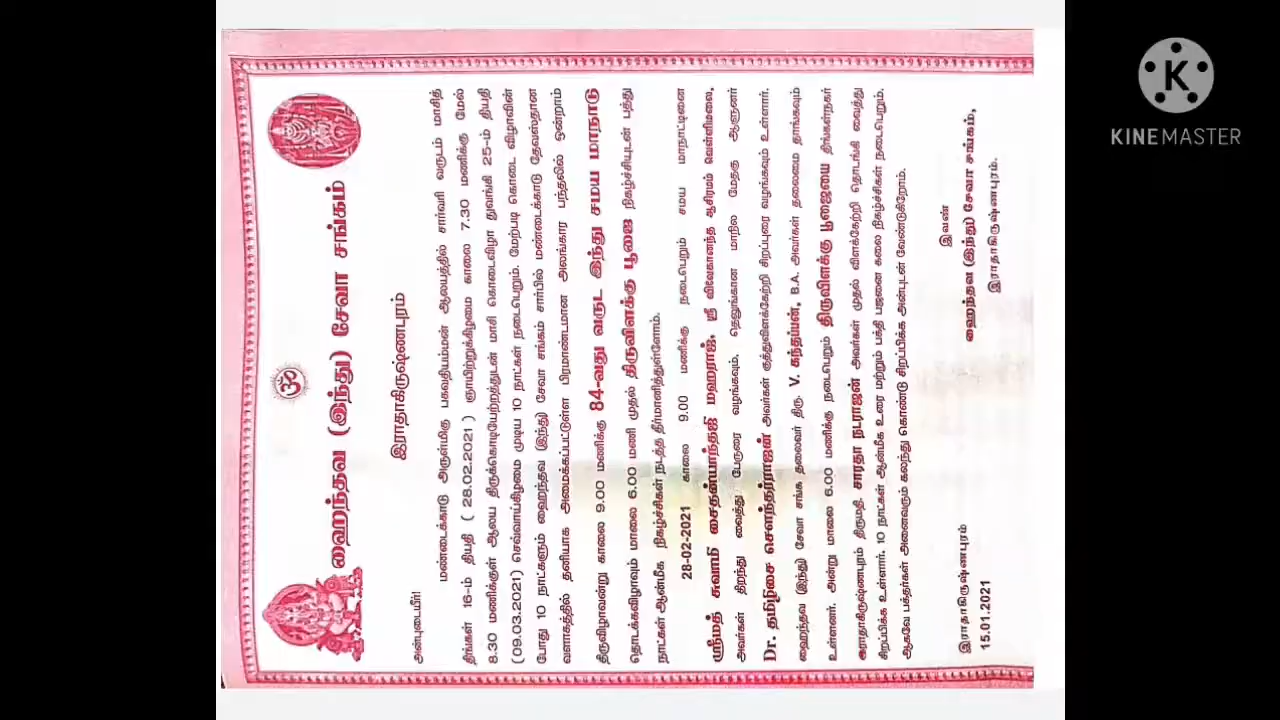 ஹைந்தவ (இந்து) சேவா சங்கம்
இராதாகிருஷ்ணபுரம்
அன்புடையீர்!
மண்டைக்காடு அருள்மிகு பகவதியம்மன் ஆலயத்தில் சார்வரி வருடம் மாசித்
திங்கள் 16-ம் தியதி ( 28.02.2021 ) ஞாயிற்றுக்கிழமை காலை 7.30 மணிக்கு மேல்
8.30 மணிக்குள் ஆலய திருக்கொடியேற்றத்துடன் மாசி கொடைவிழா துவங்கி 25-ம் தியதி
(09.03.2021) செவ்வாய்கிழமை முடிய 10 நாட்கள் நடைபெறும். மேற்படி கொடை விழாவின்
போது 10 நாட்களும் ஹைந்தவ (இந்து) சேவா சங்கம் சார்பில் மண்டைக்காடு தேவஸ்தான
வளாகத்தில் தனியாக அமைக்கப்பட்டுள்ள பிரமாண்டமான அலங்கார பந்தலில் ஒன்றாம்
திருவிழாவன்று காலை 9.00 மணிக்கு 84-வது வருட இந்து சமய மாநாடு
தொடக்கவிழாவும் மாலை 6.00 மணி முதல் திருவிளக்கு பூஜை நிகழ்ச்சியுடன் பத்து
நாட்கள் ஆன்மீக நிகழ்ச்சிகள் நடத்த தீர்மானித்துள்ளோம்.
28-02-2021 காலை 9.00 மணிக்கு நடைபெறும் சமய மாநாட்டினை
ஸ்ரீமத் சுவாமி சைதன்யானந்தஜி மஹராஜ், ஸ்ரீ விவேகானந்த ஆசிரமம் வெள்ளிமலை,
அவர்கள் திறந்து வைத்து பேருரை வழங்கவும், தெலுங்கான மாநில மேதகு ஆளுனர்
Dr. தமிழிசை சௌந்தர்ராஜன் அவர்கள் குத்துவிளக்கேற்றி சிறப்புரை வழங்கவும் உள்ளார்.
ஹைந்தவ (இந்து) சேவா சங்க தலைவர் திரு. V. கந்தப்பன், B.A. அவர்கள் தலைமை தாங்கவும்
உள்ளனர். அன்று மாலை 6.00 மணிக்கு நடைபெறும் திருவிளக்கு பூஜையை திங்கள்நகர்
இராதாகிருஷ்ணபுரம் திருமதி. சாரதா நடராஜன் அவர்கள் முதல் விளக்கேற்றி தொடங்கி வைத்து
சிறப்பிக்க உள்ளார். 10 நாட்கள் ஆன்மீக உரை மற்றும் பக்தி பஜனை கலை நிகழ்ச்சிகள் நடைபெறும்.
ஆகவே பக்தர்கள் அனைவரும் கலந்து கொண்டு சிறப்பிக்க அன்புடன் வேண்டுகிறோம்.
இவண்
ஹைந்தவ (இந்து) சேவா சங்கம்,
இராதாகிருஷ்ணபுரம்.
இராதாகிருஷ்ணபுரம்
15.01.2021
KINEMASTER